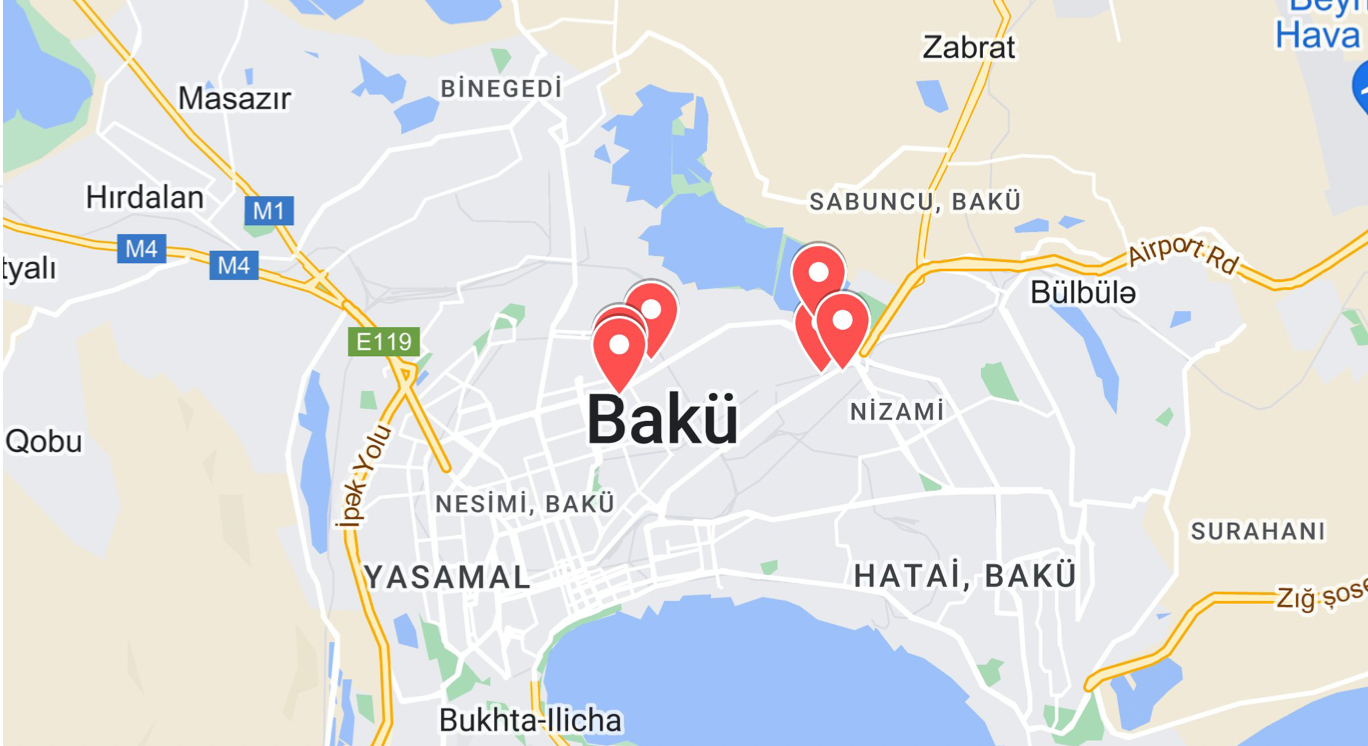 Hava
Zabrat
BİNEGEDİ
Masazır
Hırdalan
M1
SABUNCU, BAKÜ
M4
M4
Airport Rd
tyalı
Bülbülə
E119
NİZAMİ
Bakü
Qobu
İpək Yolu
NESİMİ, BAKÜ
SURAHANI
YASAMAL
HATAİ, BAKÜ
Zığ şose
Bukhta-Ilicha